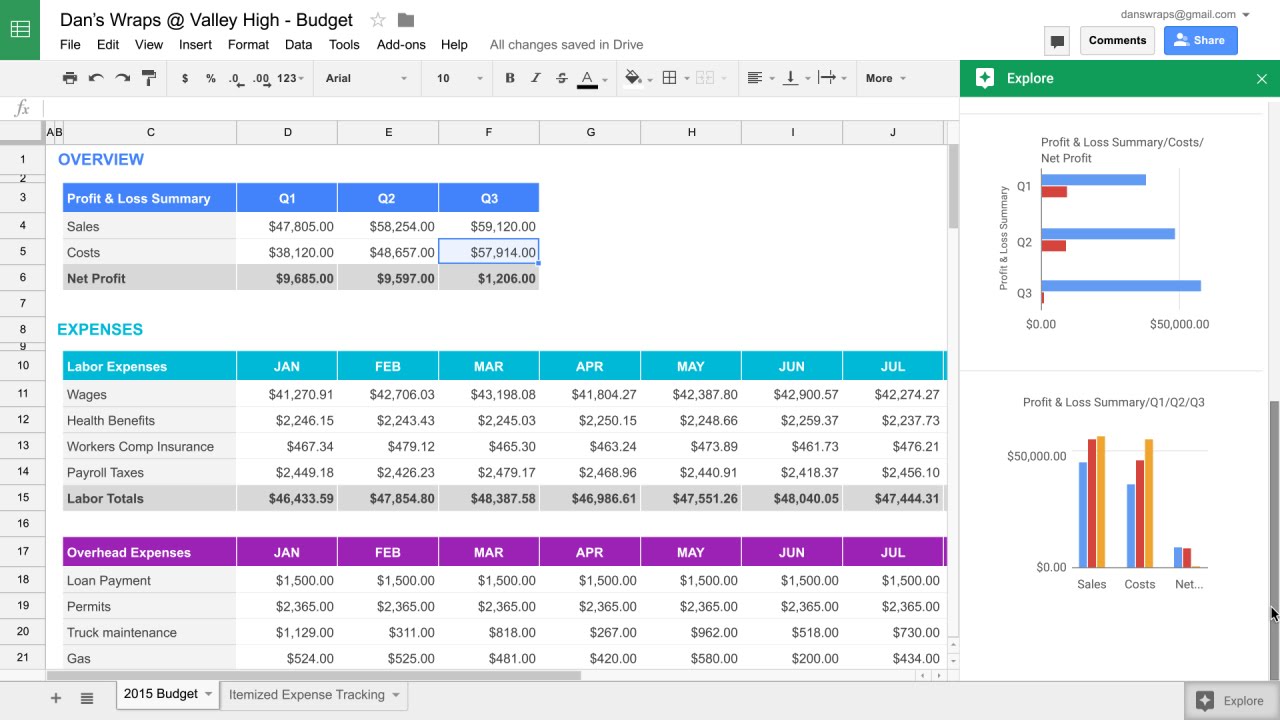 Dan's Wraps @ Valley High - Budget
danswraps@gmail.com
File Edit View Insert Format Data Tools Add-ons Help All changes saved in Drive
Comments Share
$ % .0 .00 123 Arial 10 B I S A More
Explore
fx
A B C D E F G H I J
1 OVERVIEW
2
3 Profit & Loss Summary Q1 Q2 Q3
4 Sales $47,805.00 $58,254.00 $59,120.00
5 Costs $38,120.00 $48,657.00 $57,914.00
6 Net Profit $9,685.00 $9,597.00 $1,206.00
7
8 EXPENSES
9
10 Labor Expenses JAN FEB MAR APR MAY JUN JUL
11 Wages $41,270.91 $42,706.03 $43,198.08 $41,804.27 $42,387.80 $42,900.57 $42,274.27
12 Health Benefits $2,246.15 $2,243.43 $2,245.03 $2,250.15 $2,248.66 $2,259.37 $2,237.73
13 Workers Comp Insurance $467.34 $479.12 $465.30 $463.24 $473.89 $461.73 $476.21
14 Payroll Taxes $2,449.18 $2,426.23 $2,479.17 $2,468.96 $2,440.91 $2,418.37 $2,456.10
15 Labor Totals $46,433.59 $47,854.80 $48,387.58 $46,986.61 $47,551.26 $48,040.05 $47,444.31
16
17 Overhead Expenses JAN FEB MAR APR MAY JUN JUL
18 Loan Payment $1,500.00 $1,500.00 $1,500.00 $1,500.00 $1,500.00 $1,500.00 $1,500.00
19 Permits $2,365.00 $2,365.00 $2,365.00 $2,365.00 $2,365.00 $2,365.00 $2,365.00
20 Truck maintenance $1,129.00 $311.00 $818.00 $267.00 $962.00 $518.00 $730.00
21 Gas $524.00 $525.00 $481.00 $420.00 $580.00 $200.00 $434.00
Profit & Loss Summary/Costs/
Net Profit
Profit & Loss Summary
Q1
Q2
Q3
$0.00 $50,000.00
Profit & Loss Summary/Q1/Q2/Q3
$50,000.00
$0.00
Sales Costs Net...
2015 Budget Itemized Expense Tracking
Explore